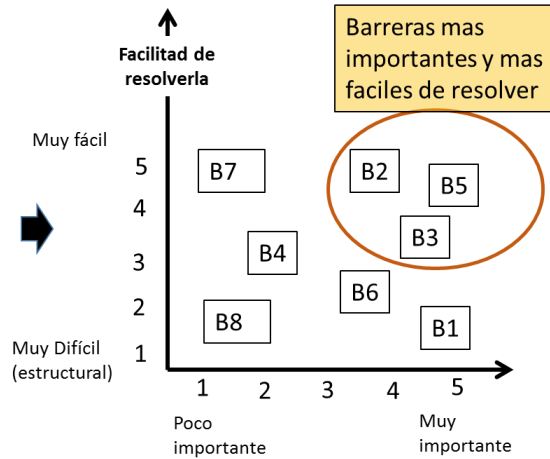 Barreras mas
importantes y mas
faciles de resolver
Facilitad de
resolverla
Muy fácil
5
B7
B2
B5
4
B3
3
B4
B6
2
B8
B1
Muy Difícil
(estructural)
1
1
2
3
4
5
Poco
importante
Muy
importante